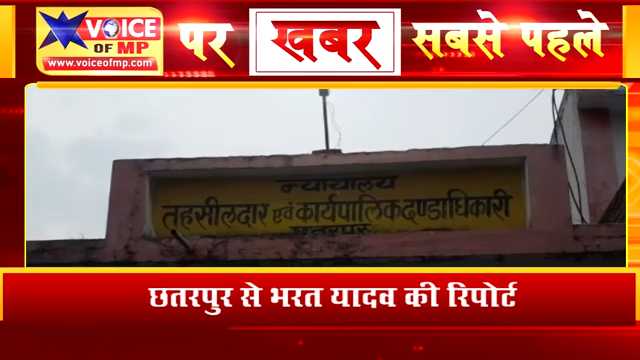 VOICE
OF MP
www.voiceofmp.com
पर खबर सबसे पहले
न्यायालय
तहसीलदार एवं कार्यपालिक दण्डाधिकारी
छतरपुर
छतरपुर से भरत यादव की रिपोर्ट